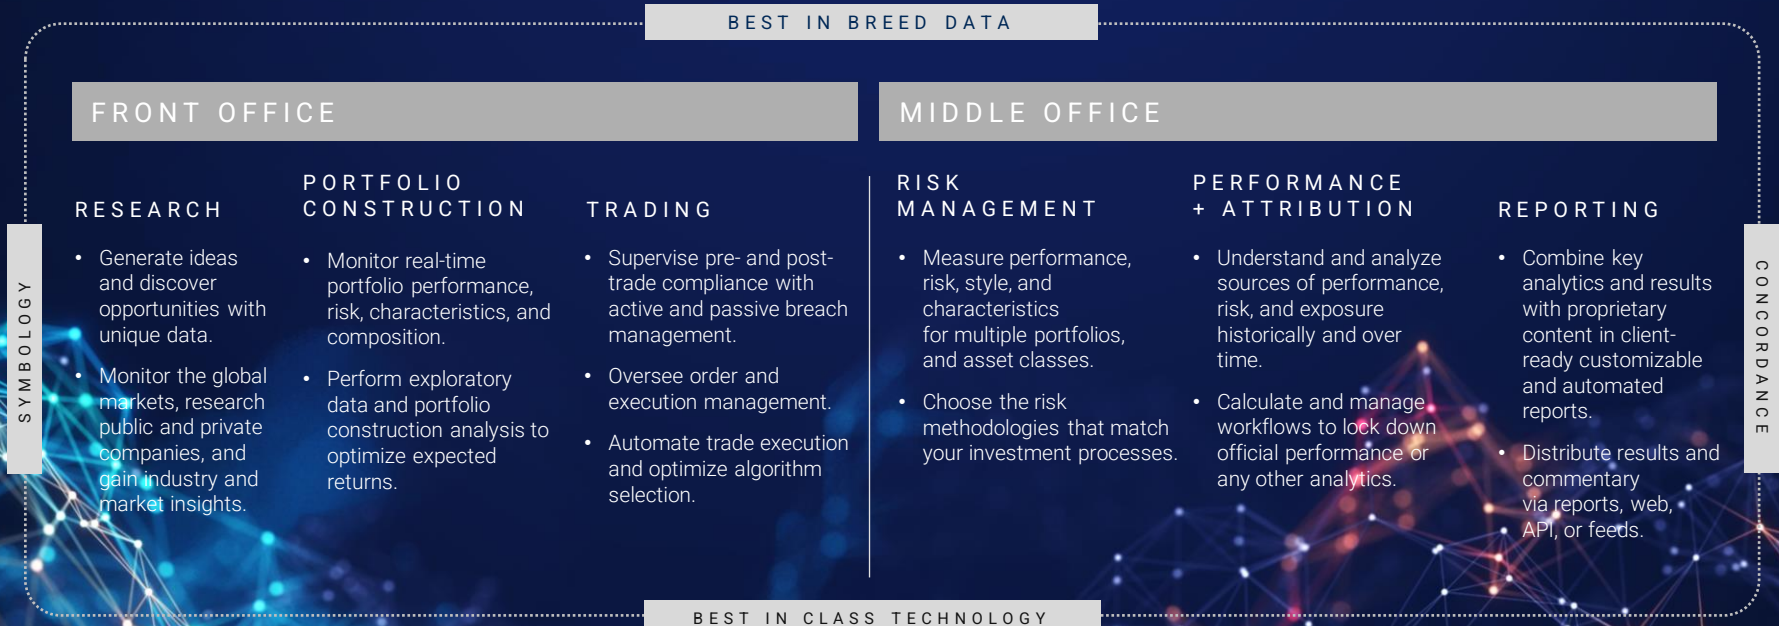 BEST IN BREED DATA
FRONT OFFICE
MIDDLE OFFICE
RESEARCH
• Generate ideas
and discover
opportunities with
unique data.
• Monitor the global
markets, research
public and private
companies, and
gain industry and
market insights.
PORTFOLIO
CONSTRUCTION
• Monitor real-time
portfolio performance,
risk, characteristics, and
composition.
• Perform exploratory
data and portfolio
construction analysis to
optimize expected
returns.
TRADING
• Supervise pre- and post-
trade compliance with
active and passive breach
management.
• Oversee order and
execution management.
• Automate trade execution
and optimize algorithm
selection.
RISK
MANAGEMENT
• Measure performance,
risk, style, and
characteristics
for multiple portfolios,
and asset classes.
• Choose the risk
methodologies that match
your investment processes.
PERFORMANCE
+ ATTRIBUTION
• Understand and analyze
sources of performance,
risk, and exposure
historically and over
time.
• Calculate and manage
workflows to lock down
official performance or
any other analytics.
REPORTING
• Combine key
analytics and results
with proprietary
content in client-
ready customizable
and automated
reports.
• Distribute results and
commentary
via reports, web,
API, or feeds.
SYMBOLOGY
CONCORDANCE
BEST IN CLASS TECHNOLOGY